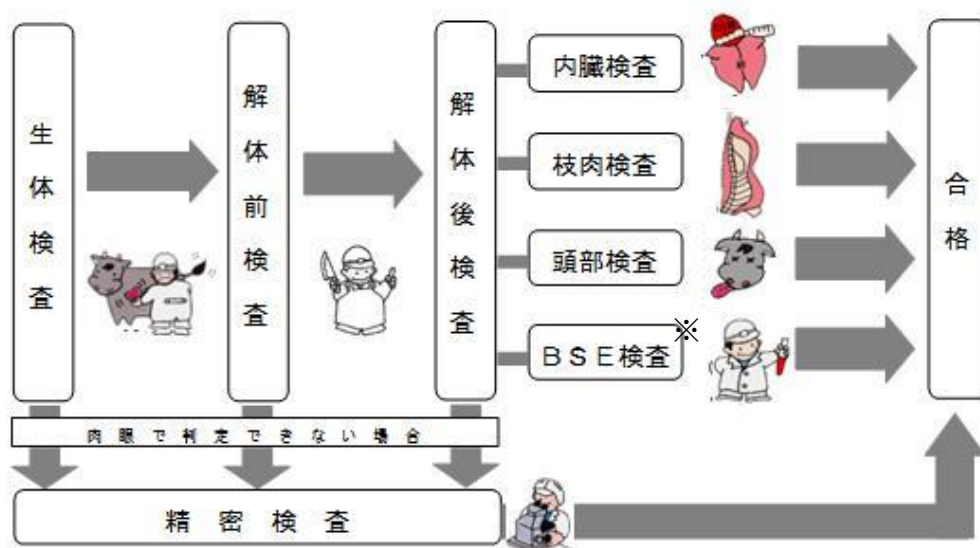 生体検査
解体前検査
解体後検査
内臓検査
枝肉検査
頭部検査
ＢＳＥ検査※
合格
肉眼で判定できない場合
精密検査